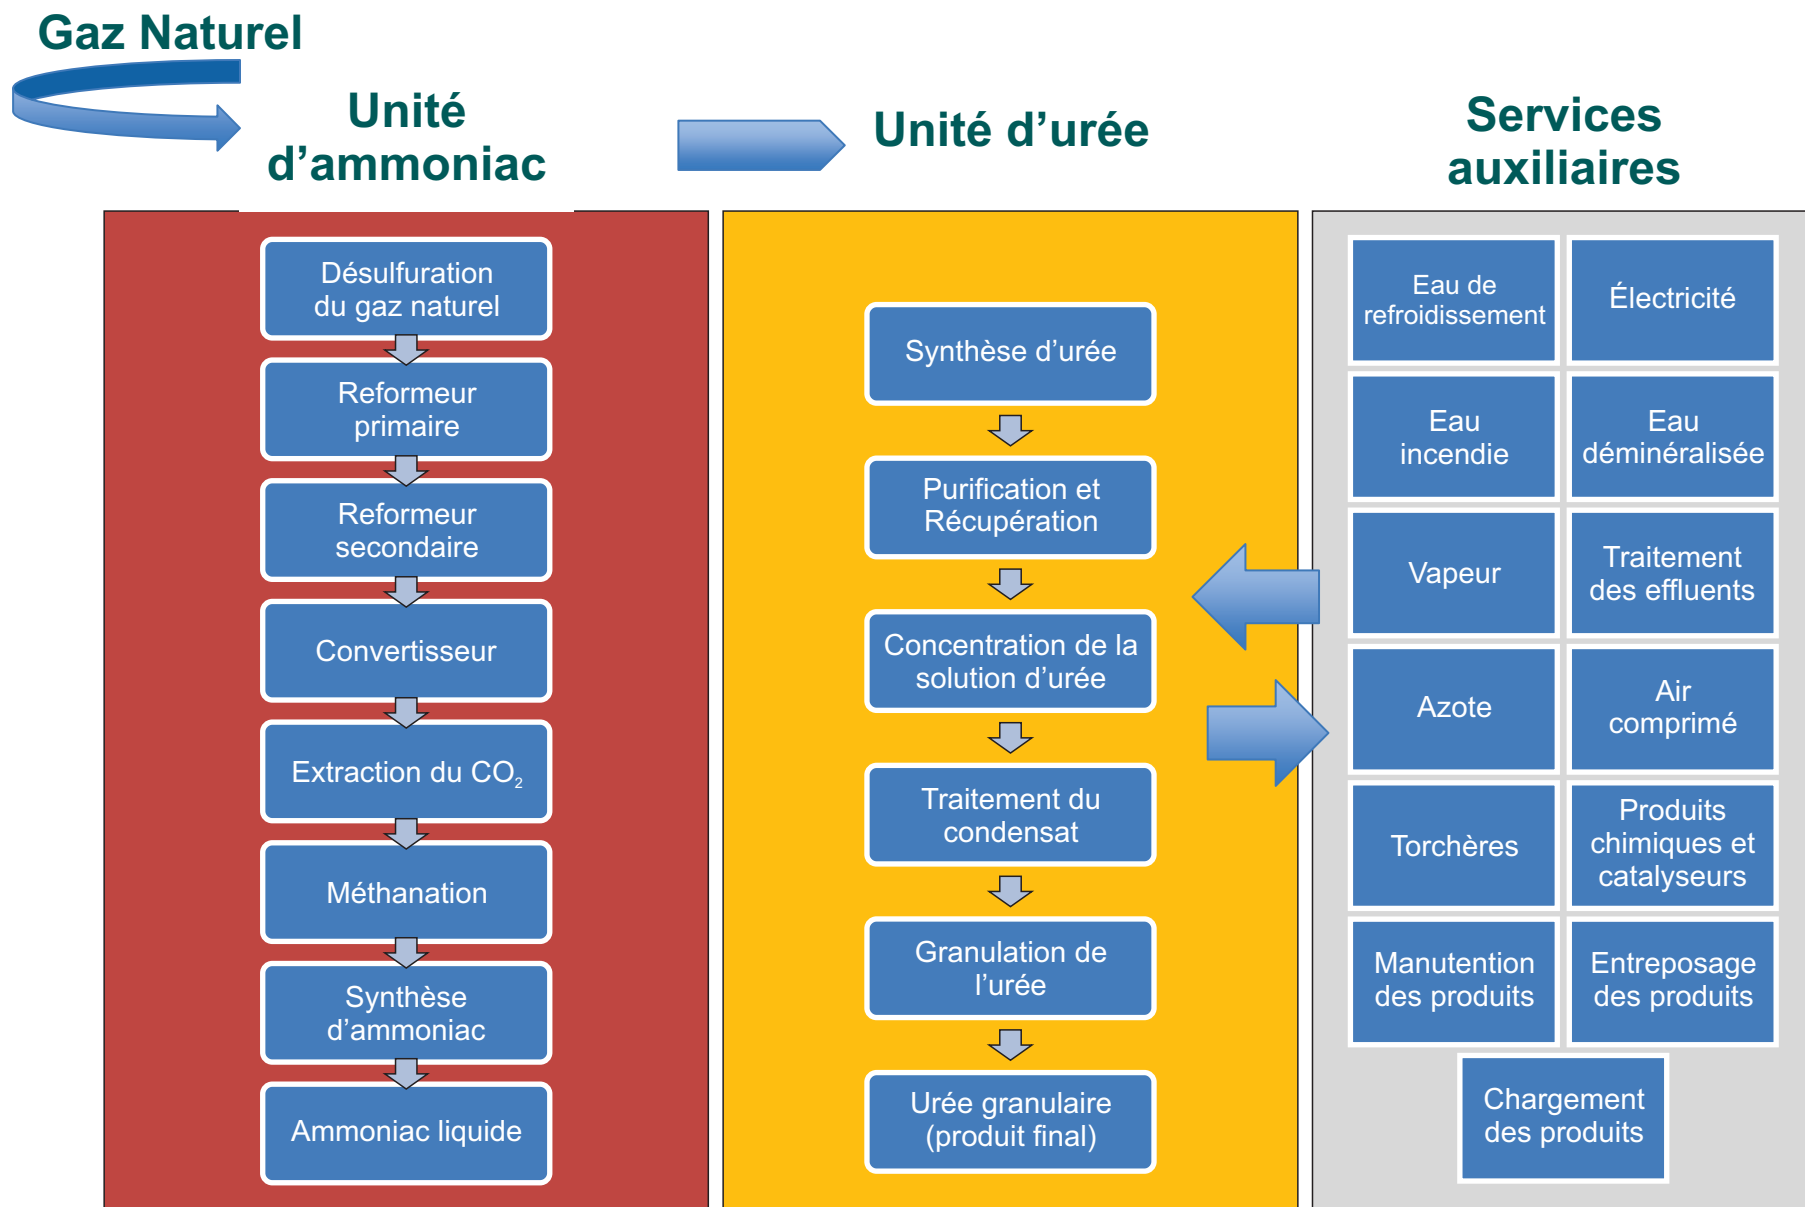 Gaz Naturel
Unité
d’ammoniac
Unité d’urée
Services
auxiliaires
Désulfuration
du gaz naturel
Reformeur
primaire
Reformeur
secondaire
Convertisseur
Extraction du CO₂
Méthanation
Synthèse
d’ammoniac
Ammoniac liquide
Synthèse d’urée
Purification et
Récupération
Concentration de la
solution d’urée
Traitement du
condensat
Granulation de
l’urée
Urée granulaire
(produit final)
Eau de
refroidissement
Électricité
Eau
incendie
Eau
déminéralisée
Vapeur
Traitement
des effluents
Azote
Air
comprimé
Torchères
Produits
chimiques et
catalyseurs
Manutention
des produits
Entreposage
des produits
Chargement
des produits